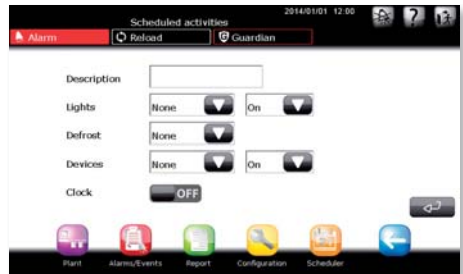 Scheduled activities 2014/01/01 12:00
Alarm Reload Guardian
Description
Lights None On
Defrost None
Devices None On
Clock OFF
Plant Alarms/Events Report Configuration Scheduler